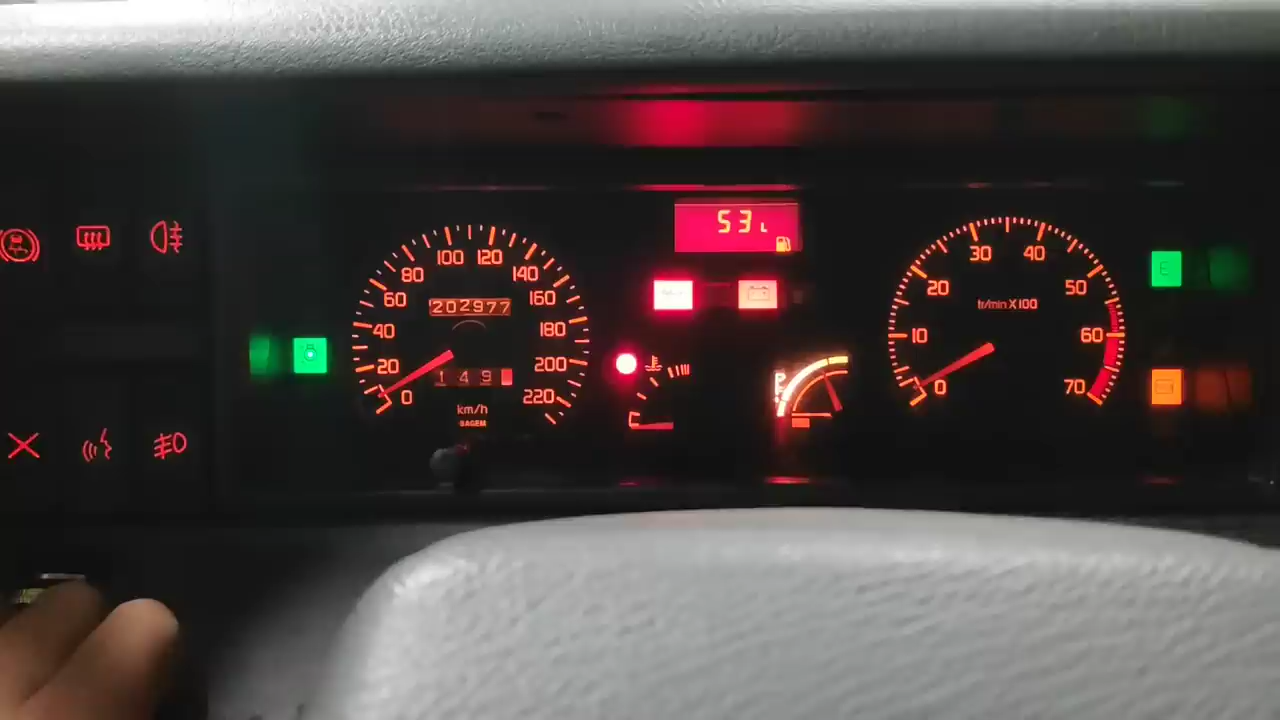 53 L
100 120
80 140
60 160
202977
40 180
20 200
149
0 220
km/h
SAGEM
30 40
20 50
tr/min X 100
10 60
0 70
E